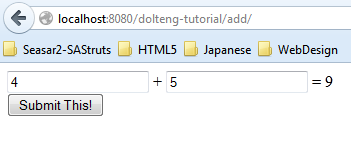 localhost:8080/dolteng-tutorial/add/
Seasar2-SAStruts HTML5 Japanese WebDesign
4 + 5 = 9
Submit This!